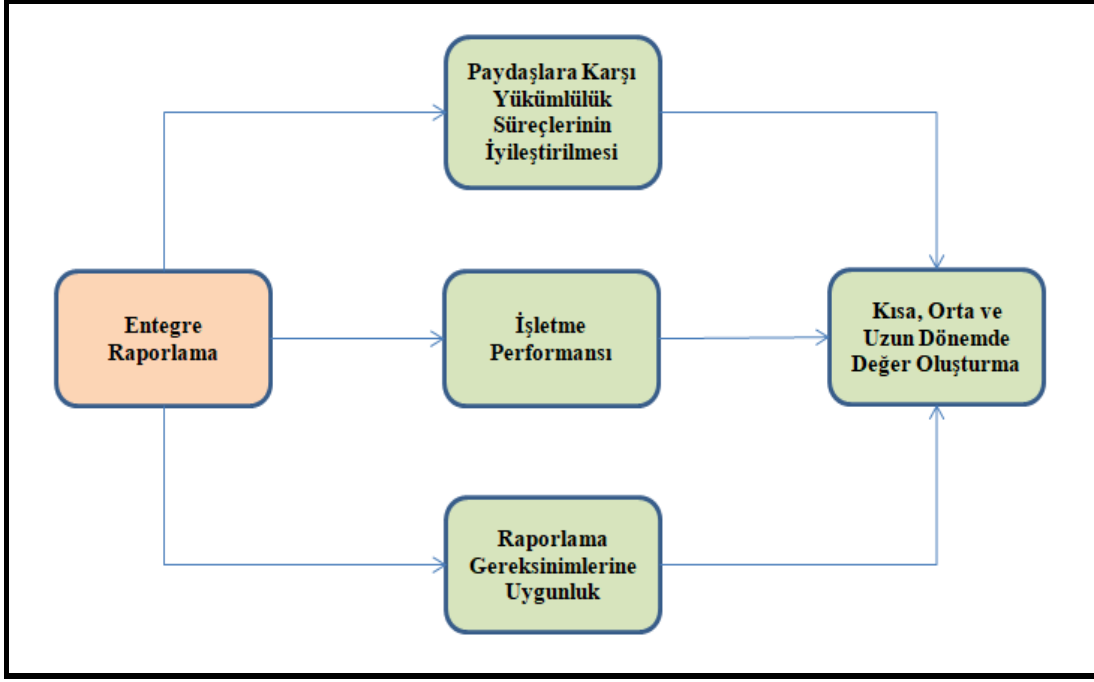 Paydaşlara Karşı
Yükümlülük
Süreçlerinin
İyileştirilmesi
Entegre
Raporlama
İşletme
Performansı
Kısa, Orta ve
Uzun Dönemde
Değer Oluşturma
Raporlama
Gereksinimlerine
Uygunluk